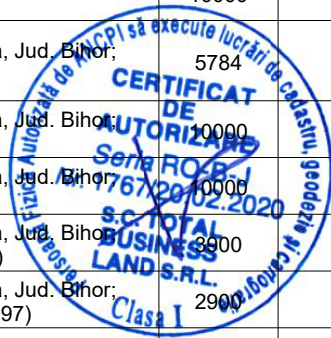 a, Jud. Bihor; 5784
a, Jud. Bihor; 10000
a, Jud. Bihor; 10000
a, Jud. Bihor; 3900
)
a, Jud. Bihor; 2900
97)
Persoană Fizică Autorizată de ANCPI să execute lucrări de cadastru, geodezie și cartografie
CERTIFICAT
DE
AUTORIZARE
Seria RO-B-J
Nr. 1767/20.02.2020
S.C. TOTAL
BUSINESS
LAND S.R.L.
Clasa I